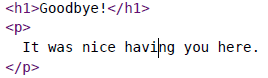 <h1>Goodbye!</h1>
<p>
  It was nice having you here.
</p>